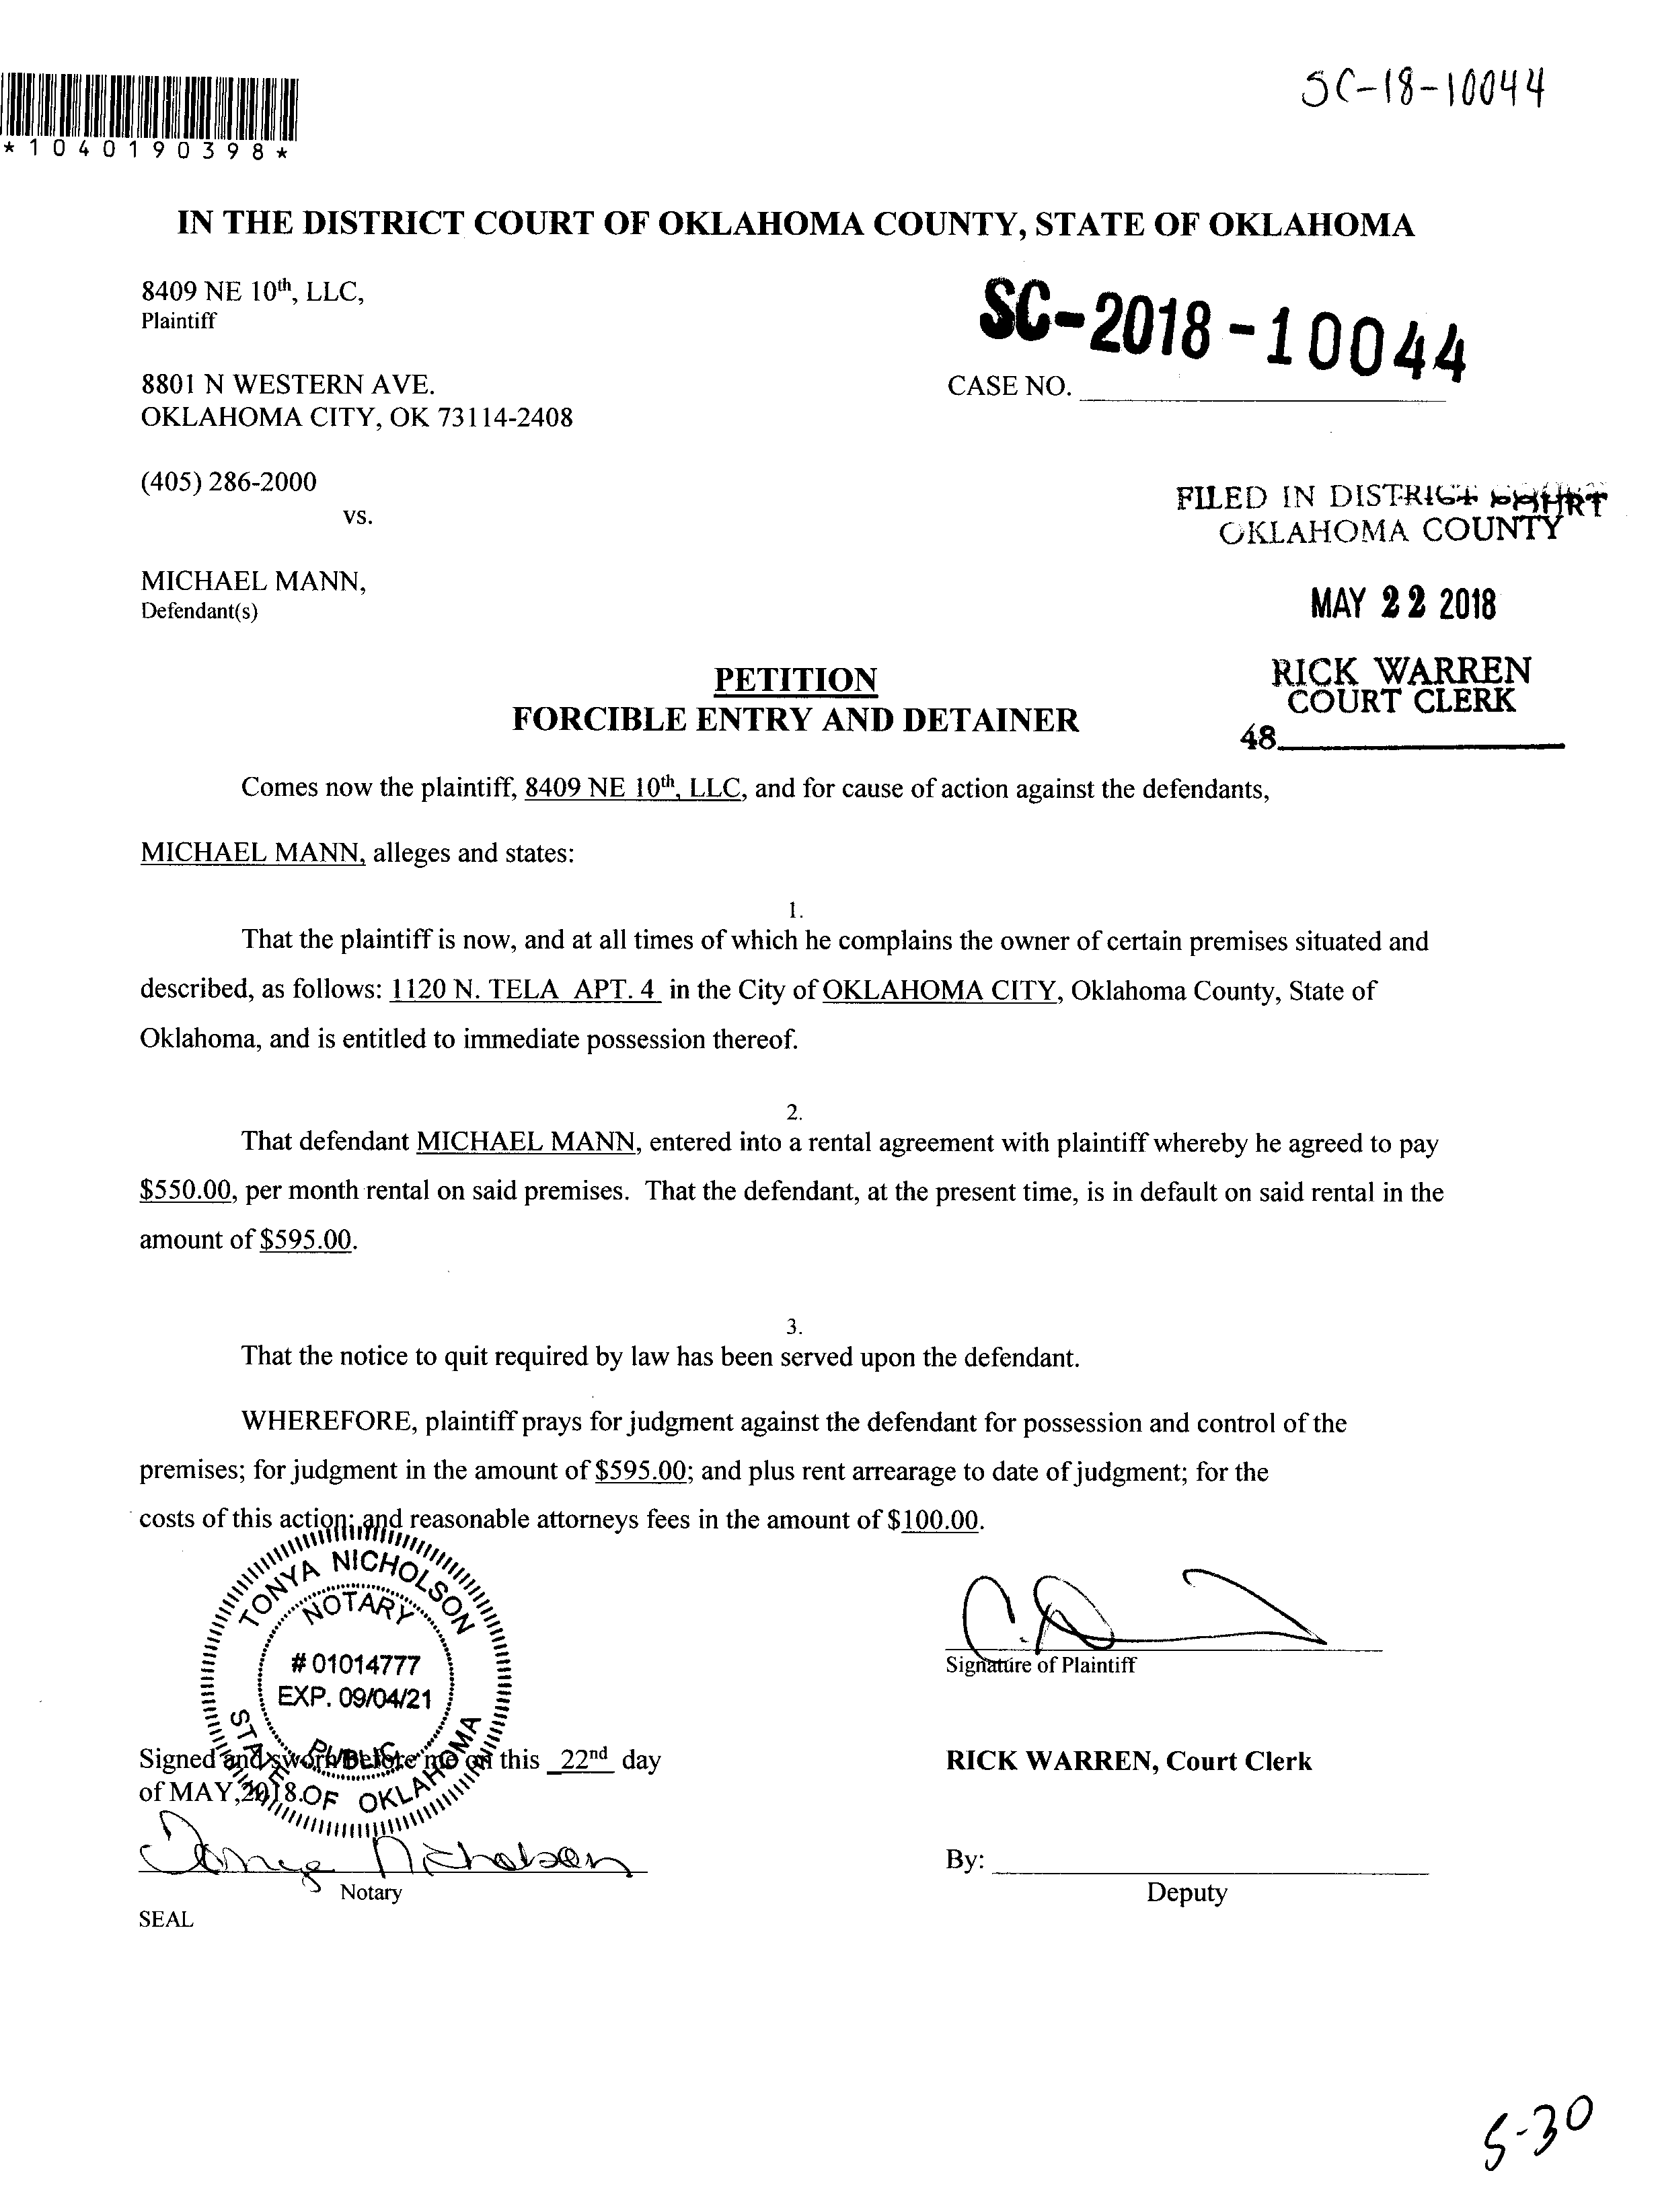 SC-18-10044
*1040190398*
IN THE DISTRICT COURT OF OKLAHOMA COUNTY, STATE OF OKLAHOMA
8409 NE 10th, LLC,
Plaintiff
SC-2018-10044
8801 N WESTERN AVE.
CASE NO.
OKLAHOMA CITY, OK 73114-2408
(405) 286-2000
vs.
FILED IN DISTRICT COURT
OKLAHOMA COUNTY
MICHAEL MANN,
Defendant(s)
MAY 22 2018
RICK WARREN
COURT CLERK
48
PETITION
FORCIBLE ENTRY AND DETAINER
Comes now the plaintiff, 8409 NE 10th, LLC, and for cause of action against the defendants,
MICHAEL MANN, alleges and states:
1.
That the plaintiff is now, and at all times of which he complains the owner of certain premises situated and
described, as follows: 1120 N. TELA APT. 4 in the City of OKLAHOMA CITY, Oklahoma County, State of
Oklahoma, and is entitled to immediate possession thereof.
2.
That defendant MICHAEL MANN, entered into a rental agreement with plaintiff whereby he agreed to pay
$550.00, per month rental on said premises. That the defendant, at the present time, is in default on said rental in the
amount of $595.00.
3.
That the notice to quit required by law has been served upon the defendant.
WHEREFORE, plaintiff prays for judgment against the defendant for possession and control of the
premises; for judgment in the amount of $595.00; and plus rent arrearage to date of judgment; for the
costs of this action; and reasonable attorneys fees in the amount of $100.00.
TONYA NICHOLSON
NOTARY
# 01014777
EXP. 09/04/21
PUBLIC
STATE OF OKLAHOMA
Signature of Plaintiff
Signed and sworn before me on this 22nd day
of MAY, 2018.
RICK WARREN, Court Clerk
Tonya Nicholson
Notary
By:
Deputy
SEAL
5-30